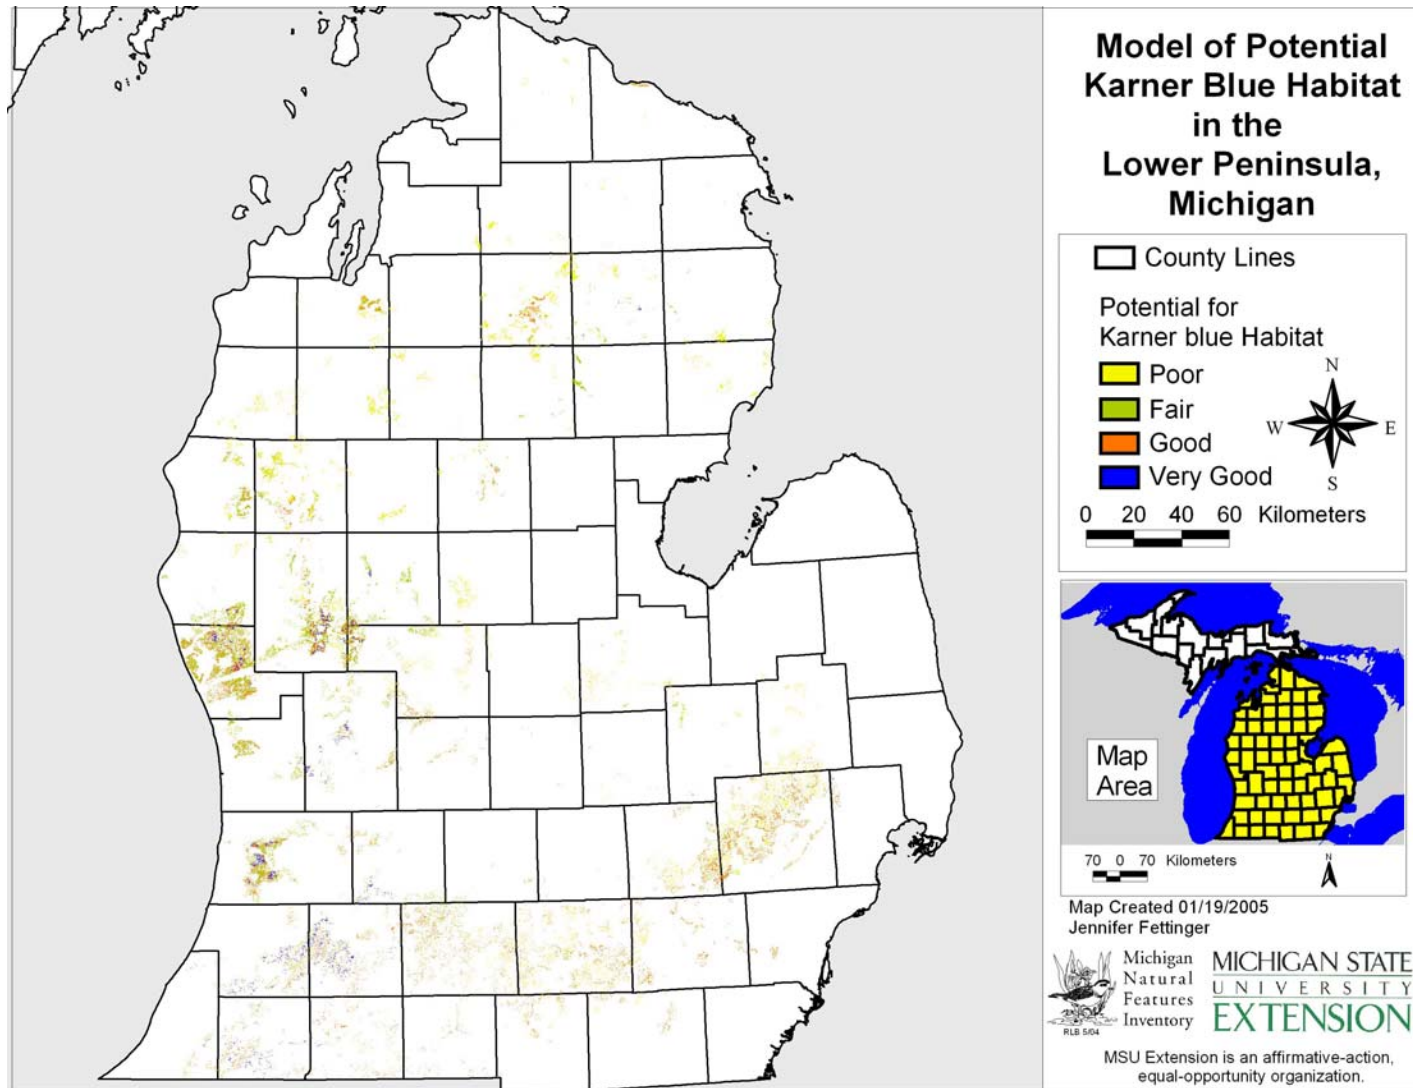 Model of Potential
Karner Blue Habitat
in the
Lower Peninsula,
Michigan
County Lines
Potential for
Karner blue Habitat
Poor
Fair
Good
Very Good
N
W E
S
0 20 40 60 Kilometers
Map
Area
70 0 70 Kilometers
N
Map Created 01/19/2005
Jennifer Fettinger
Michigan
Natural
Features
Inventory
RLB 5/04
MICHIGAN STATE
UNIVERSITY
EXTENSION
MSU Extension is an affirmative-action,
equal-opportunity organization.